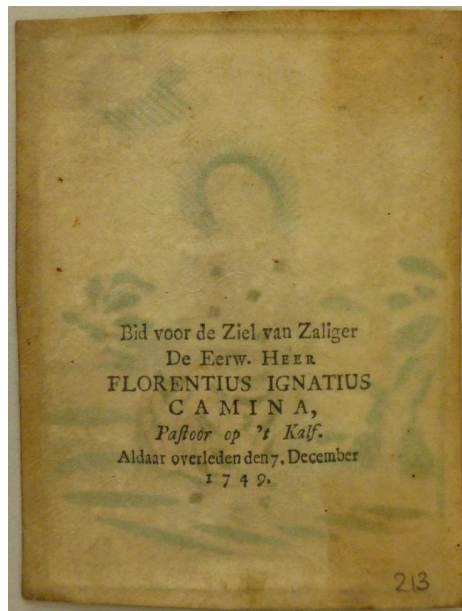 Bid voor de Ziel van Zaliger
De Eerw. HEER
FLORENTIUS IGNATIUS
CAMINA,
Paſtoor op 't Kalf.
Aldaar overleden den 7. December
1749.
213